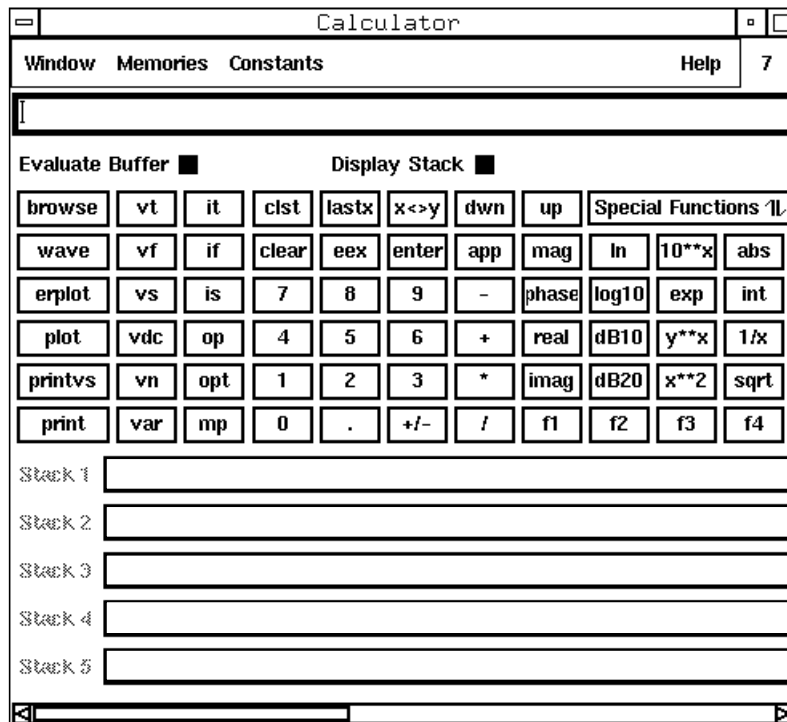 Calculator
Window Memories Constants Help 7
Evaluate Buffer Display Stack
browse vt it clst lastx x<>y dwn up Special Functions
wave vf if clear eex enter app mag ln 10**x abs
erplot vs is 7 8 9 - phase log10 exp int
plot vdc op 4 5 6 + real dB10 y**x 1/x
printvs vn opt 1 2 3 * imag dB20 x**2 sqrt
print var mp 0 . +/- / f1 f2 f3 f4
Stack 1
Stack 2
Stack 3
Stack 4
Stack 5